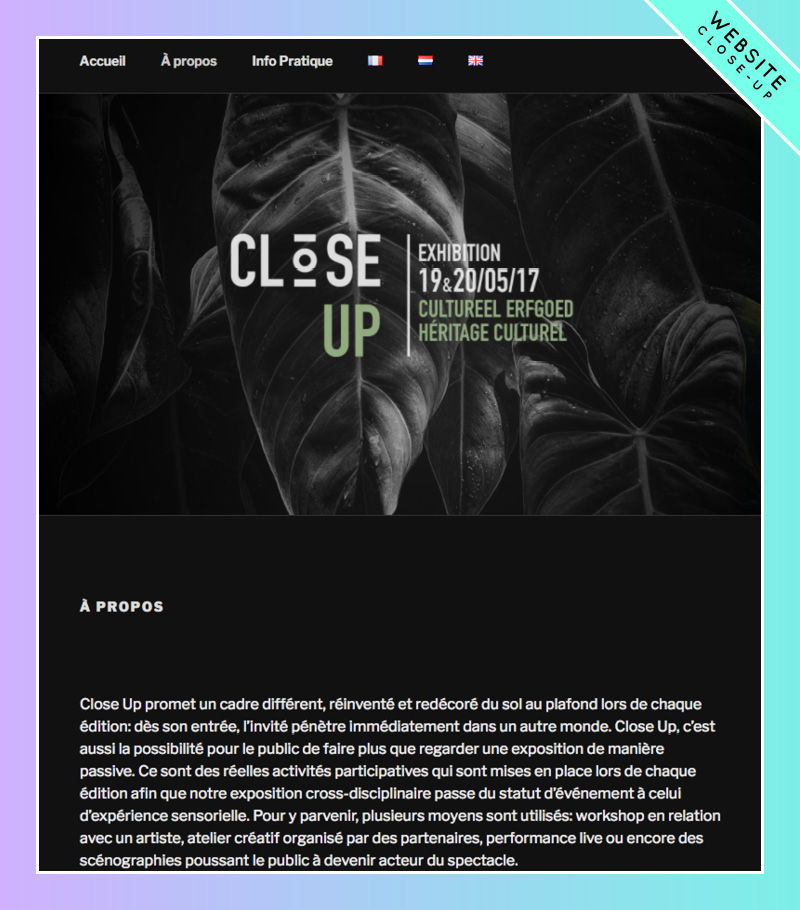 WEBSITE
CLOSE-UP
Accueil À propos Info Pratique
CLŌSE
UP
EXHIBITION
19&20/05/17
CULTUREEL ERFGOED
HÉRITAGE CULTUREL
À PROPOS
Close Up promet un cadre différent, réinventé et redécoré du sol au plafond lors de chaque
édition: dès son entrée, l’invité pénètre immédiatement dans un autre monde. Close Up, c’est
aussi la possibilité pour le public de faire plus que regarder une exposition de manière
passive. Ce sont des réelles activités participatives qui sont mises en place lors de chaque
édition afin que notre exposition cross-disciplinaire passe du statut d’événement à celui
d’expérience sensorielle. Pour y parvenir, plusieurs moyens sont utilisés: workshop en relation
avec un artiste, atelier créatif organisé par des partenaires, performance live ou encore des
scénographies poussant le public à devenir acteur du spectacle.